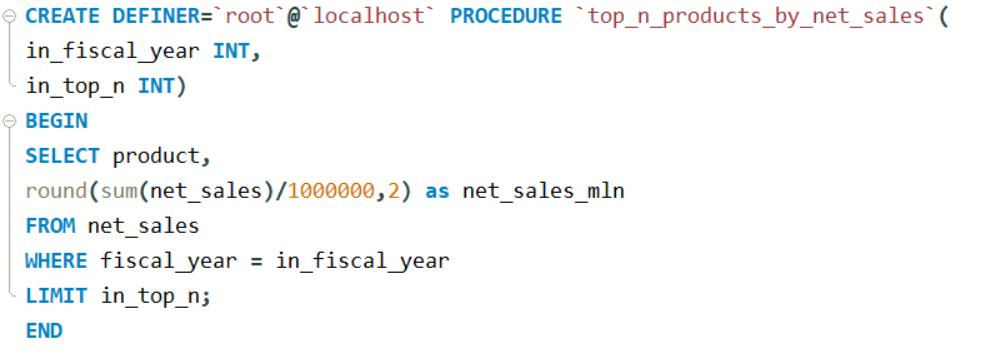 CREATE DEFINER=`root`@`localhost` PROCEDURE `top_n_products_by_net_sales`(
in_fiscal_year INT,
in_top_n INT)
BEGIN
SELECT product,
round(sum(net_sales)/1000000,2) as net_sales_mln
FROM net_sales
WHERE fiscal_year = in_fiscal_year
LIMIT in_top_n;
END